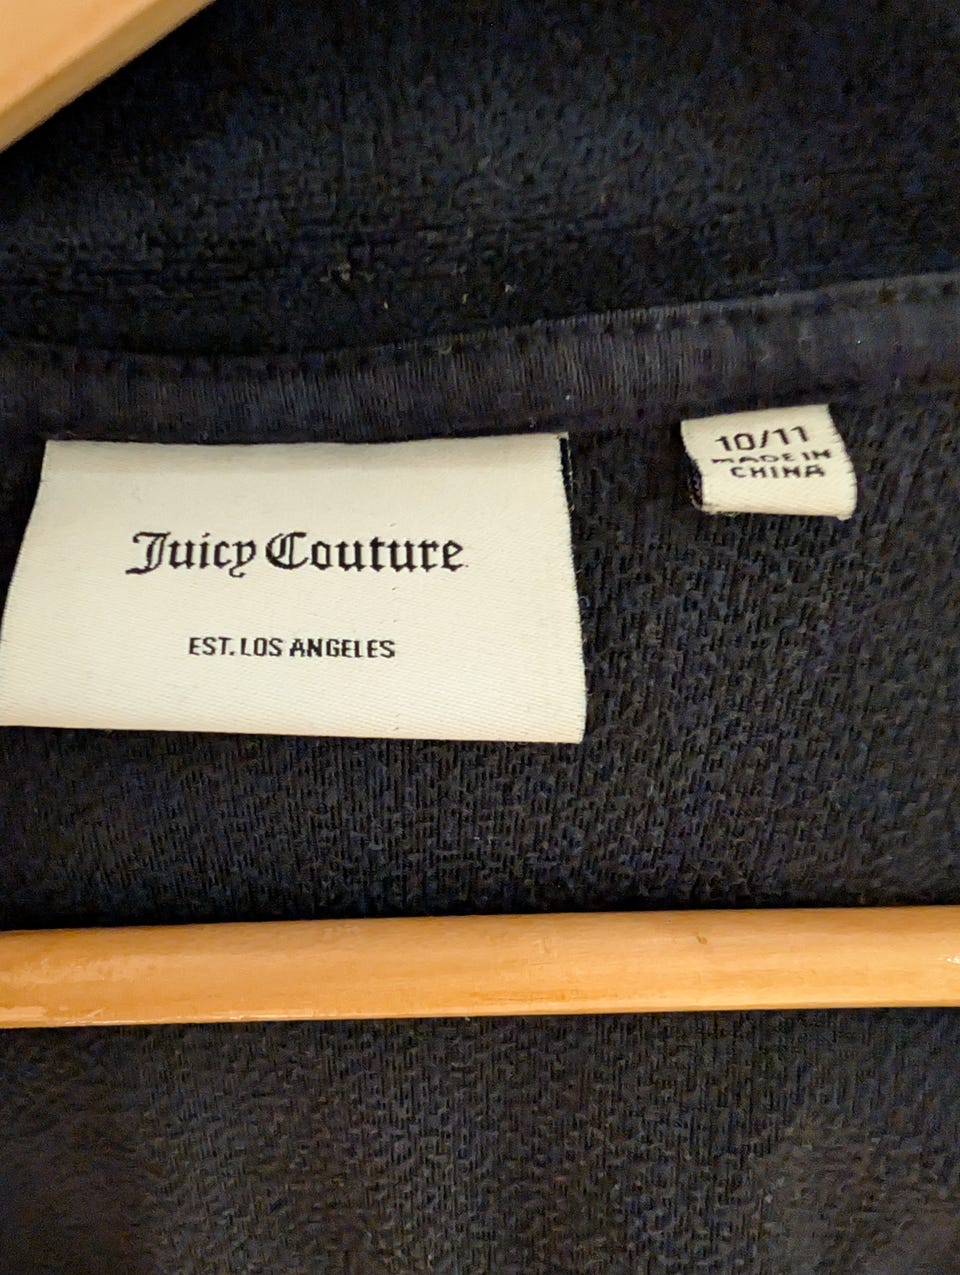 Juicy Couture
EST. LOS ANGELES
10/11
MADE IN
CHINA